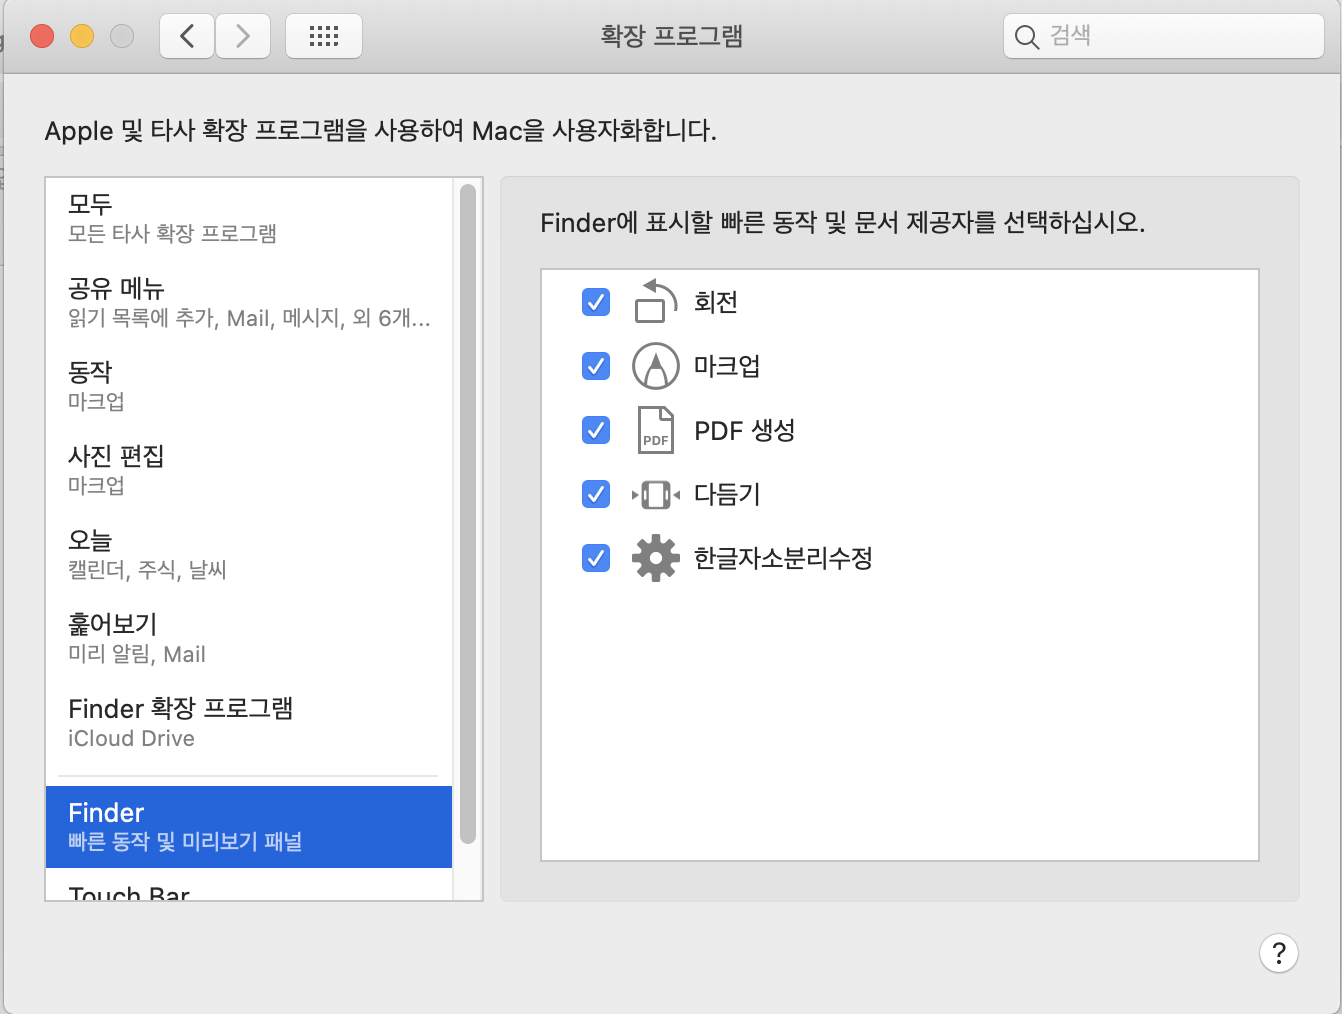 확장 프로그램
검색
Apple 및 타사 확장 프로그램을 사용하여 Mac을 사용자화합니다.
모두
모든 타사 확장 프로그램
공유 메뉴
읽기 목록에 추가, Mail, 메시지, 외 6개...
동작
마크업
사진 편집
마크업
오늘
캘린더, 주식, 날씨
훑어보기
미리 알림, Mail
Finder 확장 프로그램
iCloud Drive
Finder
빠른 동작 및 미리보기 패널
Touch Bar
Finder에 표시할 빠른 동작 및 문서 제공자를 선택하십시오.
회전
마크업
PDF
PDF 생성
다듬기
한글자소분리수정
?